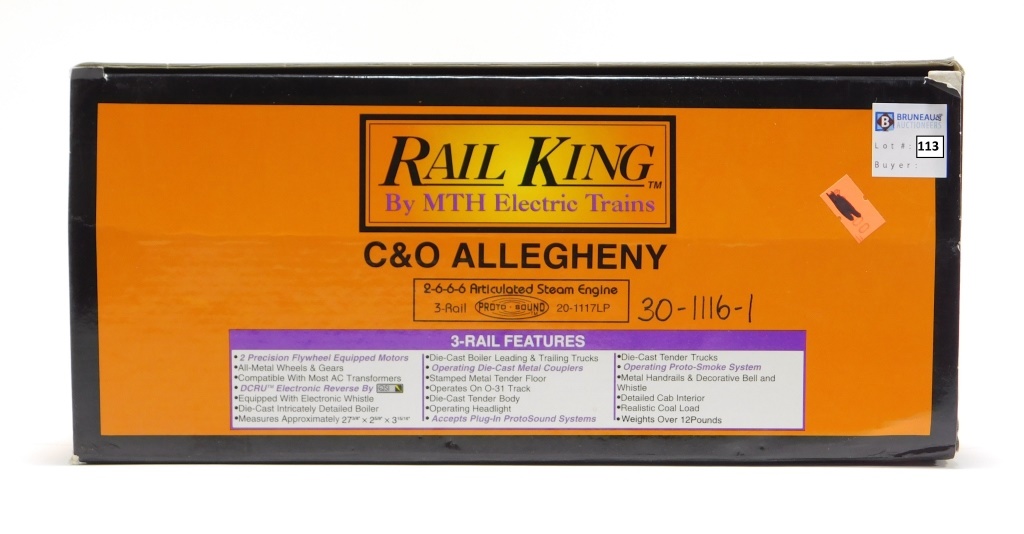 RAIL KING™
By MTH Electric Trains
C&O ALLEGHENY
2-6-6-6 Articulated Steam Engine
3-Rail PROTO-SOUND 20-1117LP
30-1116-1
BRUNEAU&
AUCTIONEERS
Lot #: 113
Buyer:
3-RAIL FEATURES
•2 Precision Flywheel Equipped Motors
•All-Metal Wheels & Gears
•Compatible With Most AC Transformers
•DCRU™ Electronic Reverse By
•Equipped With Electronic Whistle
•Die-Cast Intricately Detailed Boiler
•Measures Approximately
•Die-Cast Boiler Leading & Trailing Trucks
•Operating Die-Cast Metal Couplers
•Stamped Metal Tender Floor
•Operates On O-31 Track
•Die-Cast Tender Body
•Operating Headlight
•Accepts Plug-In ProtoSound Systems
•Die-Cast Tender Trucks
•Operating Proto-Smoke System
•Metal Handrails & Decorative Bell and
Whistle
•Detailed Cab Interior
•Realistic Coal Load
•Weights Over 12Pounds